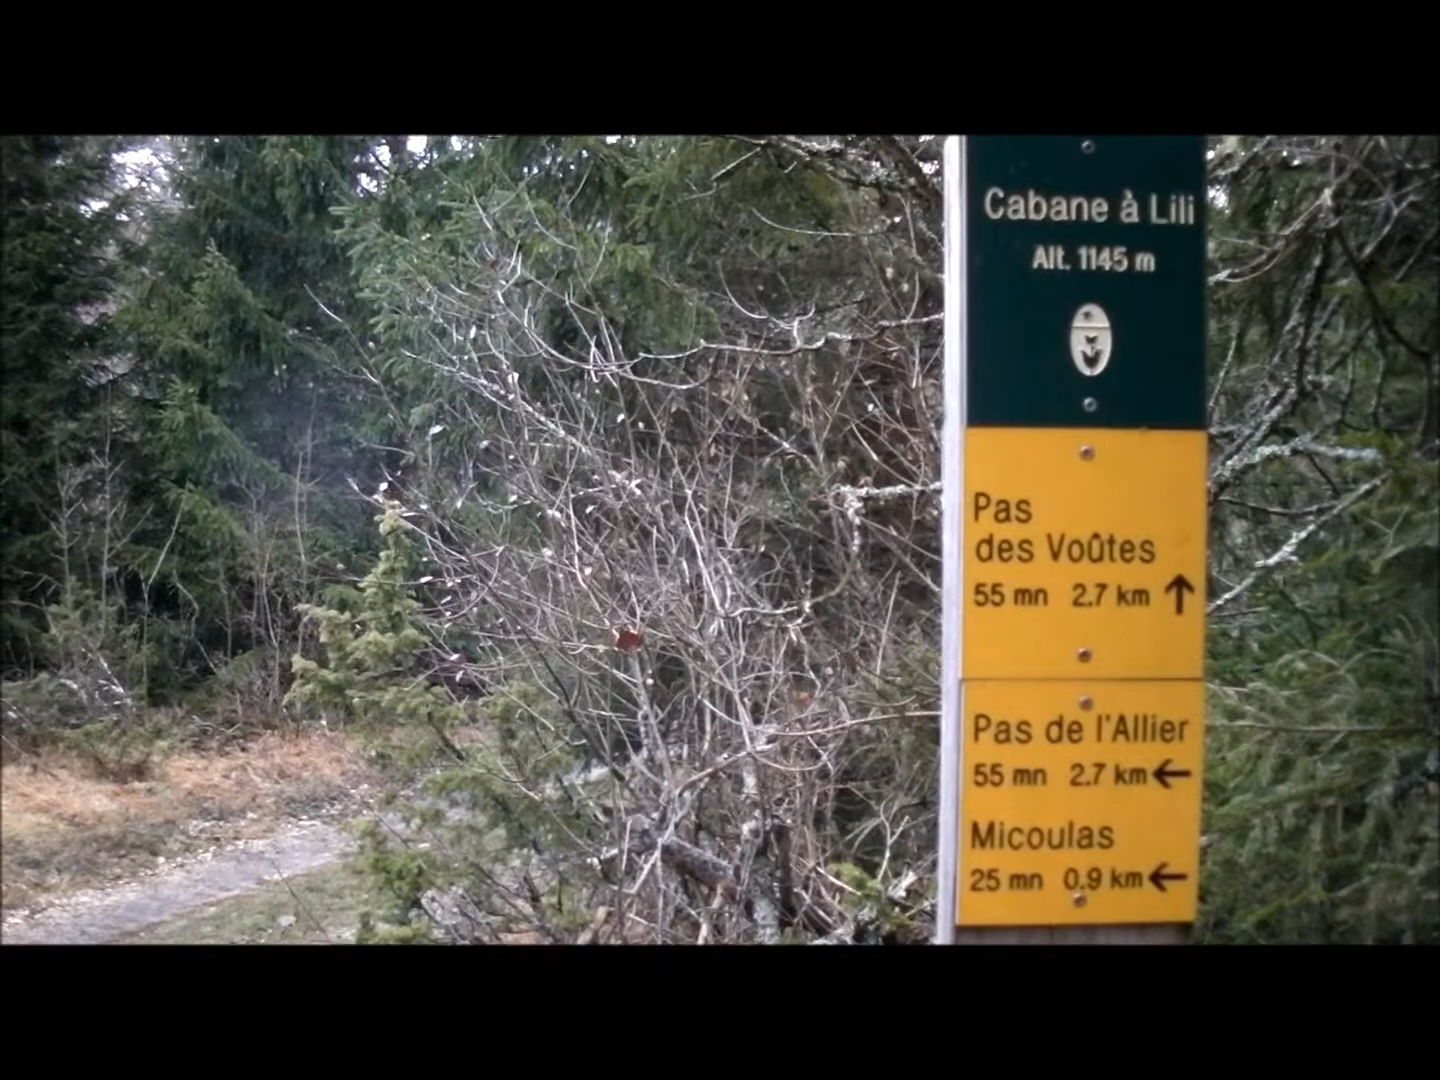 Cabane à Lili
Alt. 1145 m
Pas
des Voûtes
55 mn 2.7 km ↑
Pas de l'Allier
55 mn 2.7 km ←
Micoulas
25 mn 0.9 km ←